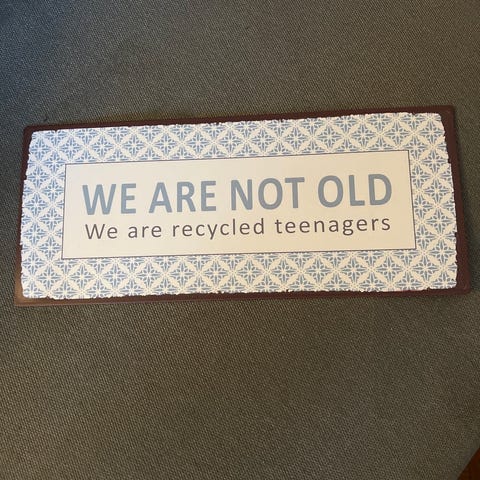 WE ARE NOT OLD
We are recycled teenagers